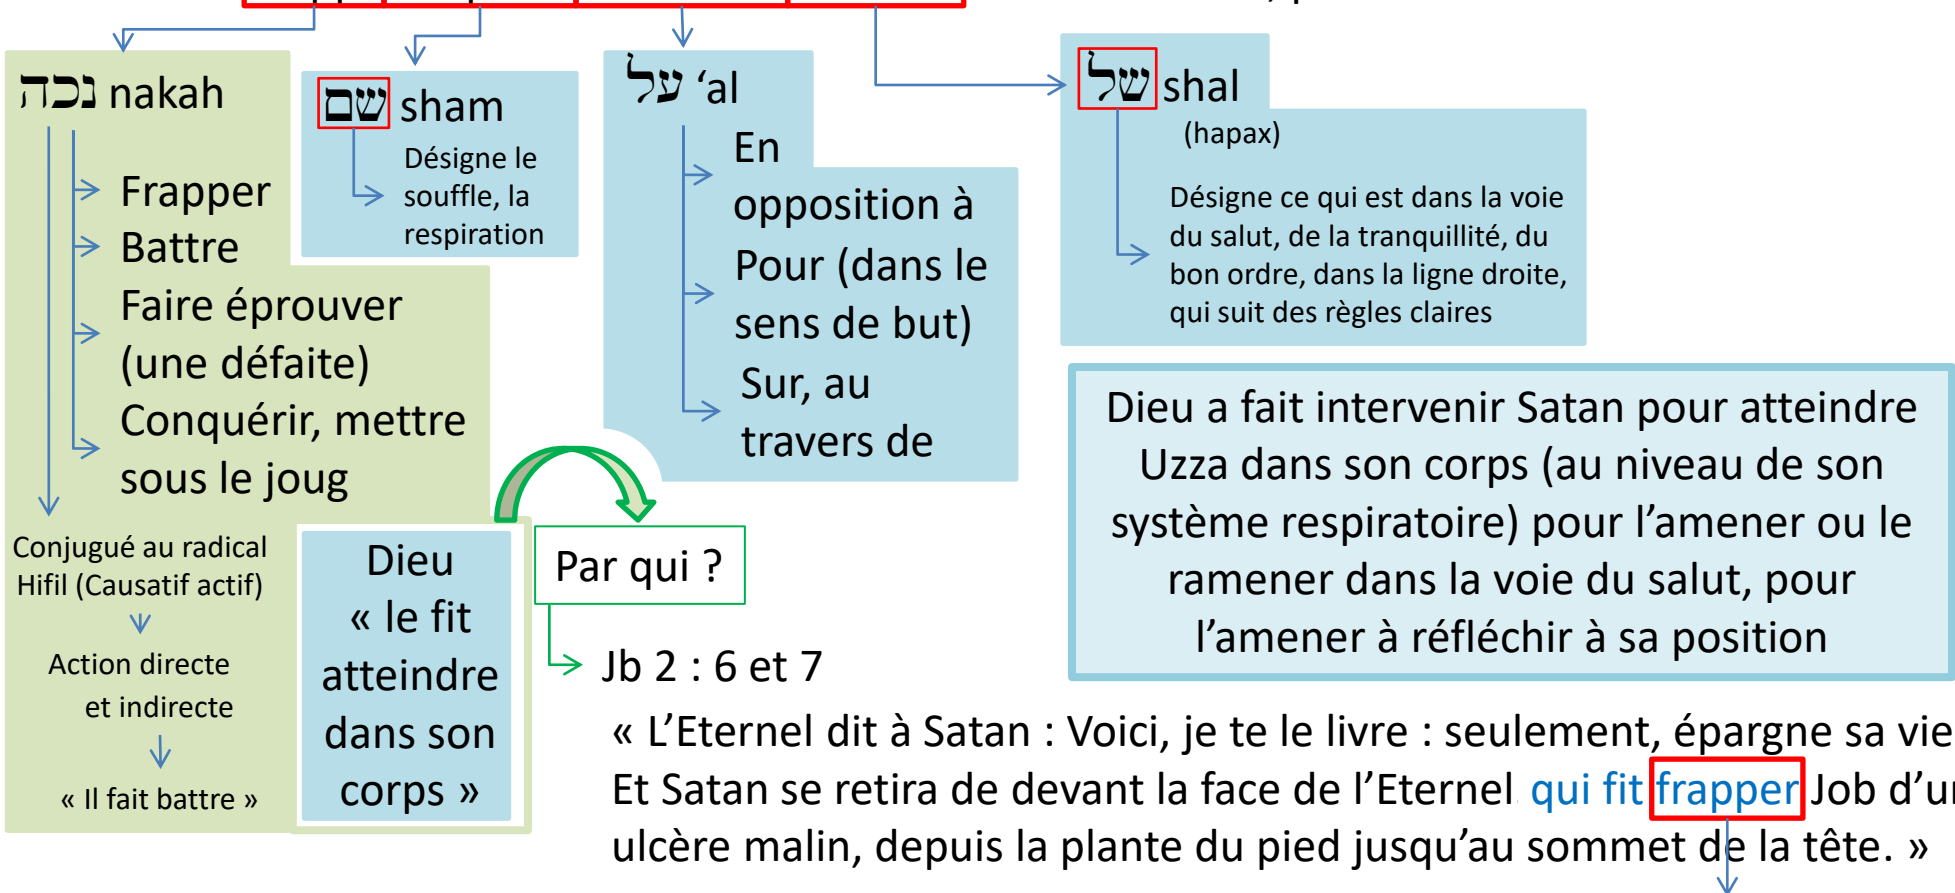 נכה nakah
Frapper
Battre
Faire éprouver
(une défaite)
Conquérir, mettre
sous le joug
Conjugué au radical
Hifil (Causatif actif)
Action directe
et indirecte
« Il fait battre »
שם sham
Désigne le
souffle, la
respiration
על ‘al
En
opposition à
Pour (dans le
sens de but)
Sur, au
travers de
של shal
(hapax)
Désigne ce qui est dans la voie
du salut, de la tranquillité, du
bon ordre, dans la ligne droite,
qui suit des règles claires
Dieu
« le fit
atteindre
dans son
corps »
Par qui ?
Dieu a fait intervenir Satan pour atteindre
Uzza dans son corps (au niveau de son
système respiratoire) pour l’amener ou le
ramener dans la voie du salut, pour
l’amener à réfléchir à sa position
Jb 2 : 6 et 7
« L’Eternel dit à Satan : Voici, je te le livre : seulement, épargne sa vie
Et Satan se retira de devant la face de l’Eternel qui fit frapper Job d’un
ulcère malin, depuis la plante du pied jusqu’au sommet de la tête. »